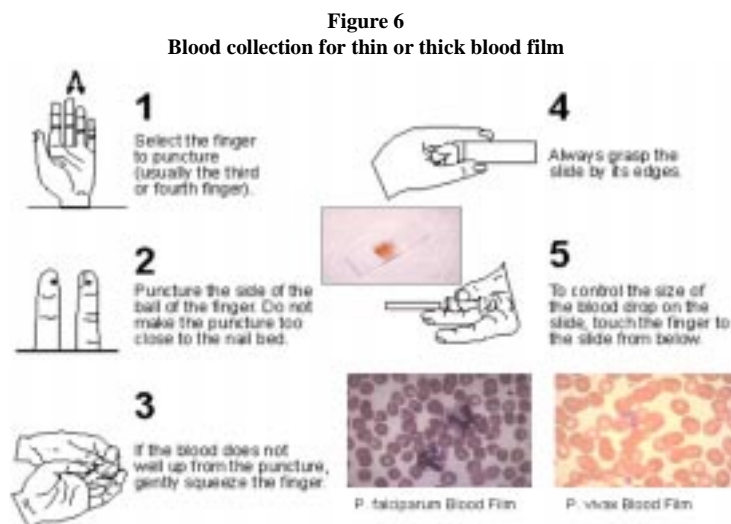 Figure 6
Blood collection for thin or thick blood film
1
Select the finger
to puncture
(usually the third
or fourth finger).
2
Puncture the side of the
ball of the finger. Do not
make the puncture too
close to the nail bed.
3
If the blood does not
well up from the puncture,
gently squeeze the finger.
4
Always grasp the
slide by its edges.
5
To control the size of
the blood drop on the
slide, touch the finger to
the slide from below.
P. falciparum Blood Film
P. vivax Blood Film